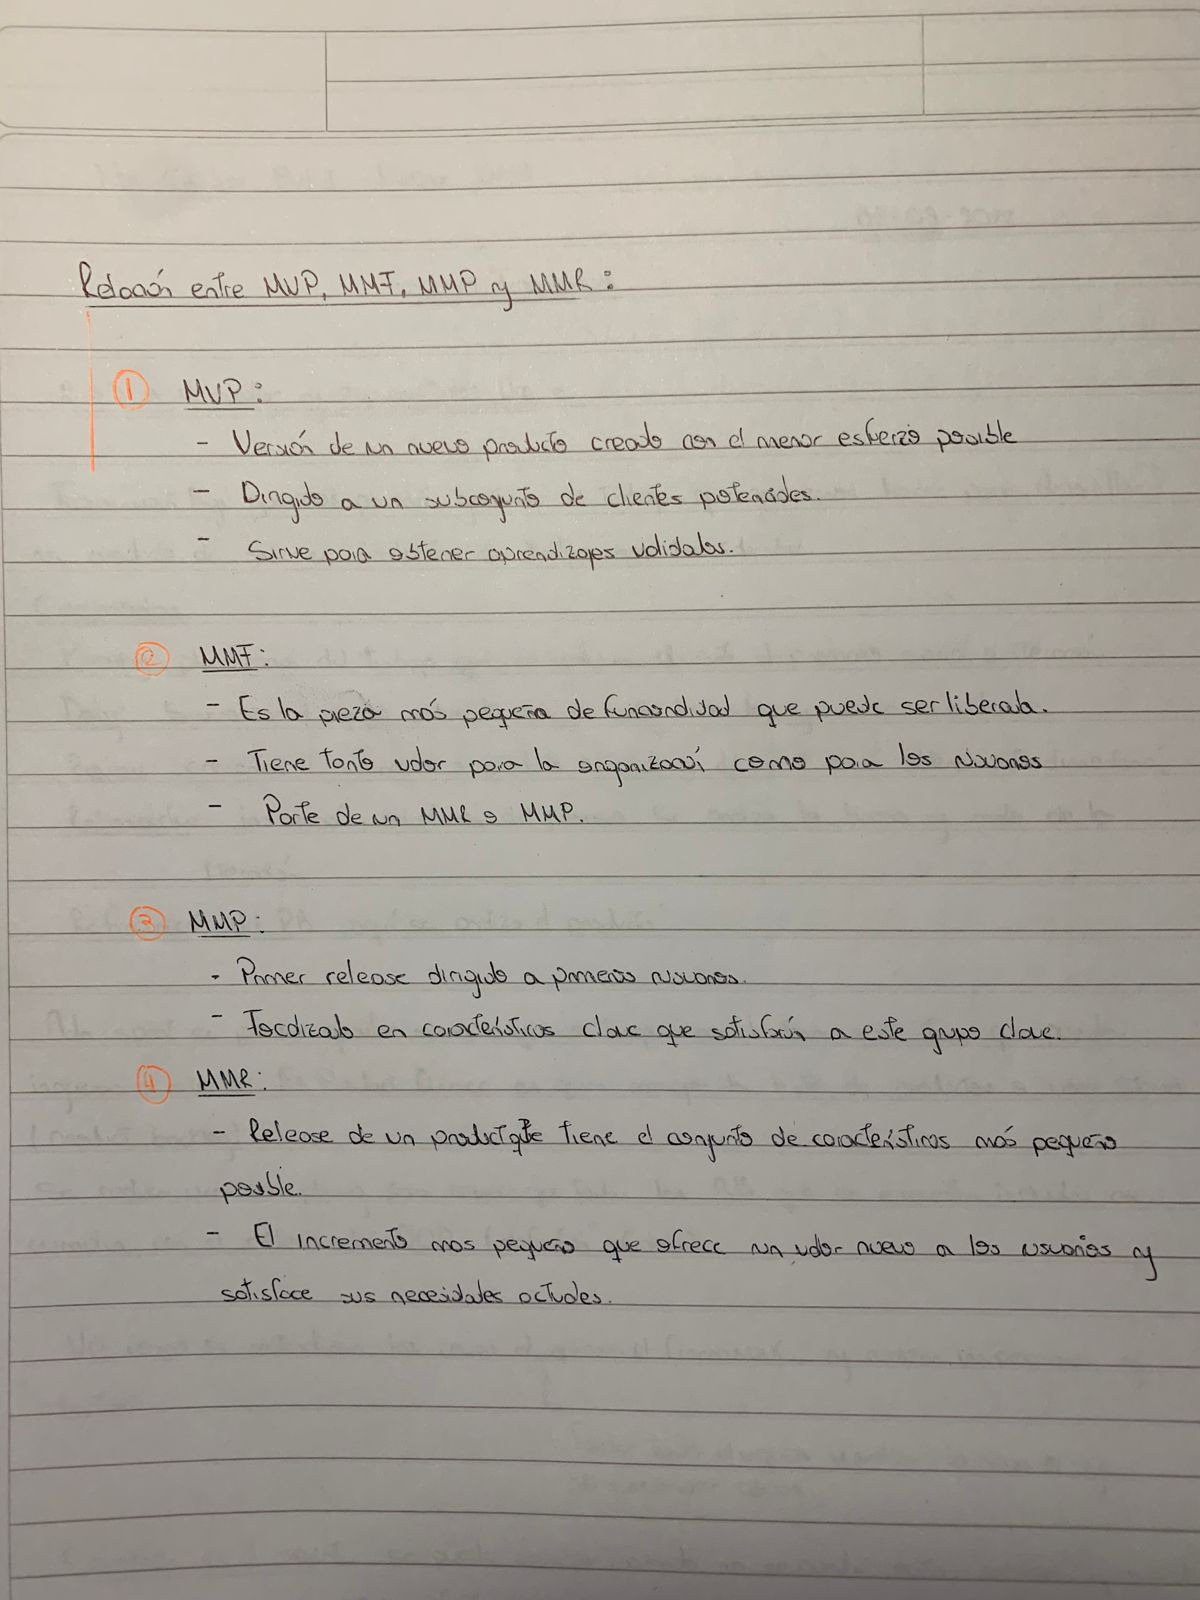 Relación entre MVP, MMF, MMP y MMR:
1 MVP:
- Versión de un nuevo producto creado con el menor esfuerzo posible
- Dirigido a un subconjunto de clientes potenciales.
- Sirve para obtener aprendizajes validados.
2 MMF:
- Es la pieza más pequeña de funcionalidad que puede ser liberada.
- Tiene tanto valor para la organizació como para los usuarios
- Parte de un MMR o MMP.
3 MMP:
- Primer release dirigido a primeros usuarios.
- Focalizado en características clave que satisfarán a este grupo clave.
4 MMR:
- Release de un product que tiene el conjunto de características más pequeño
posible.
- El incremento mas pequeño que ofrece un valor nuevo a los usuarios y
satisface sus necesidades actuales.